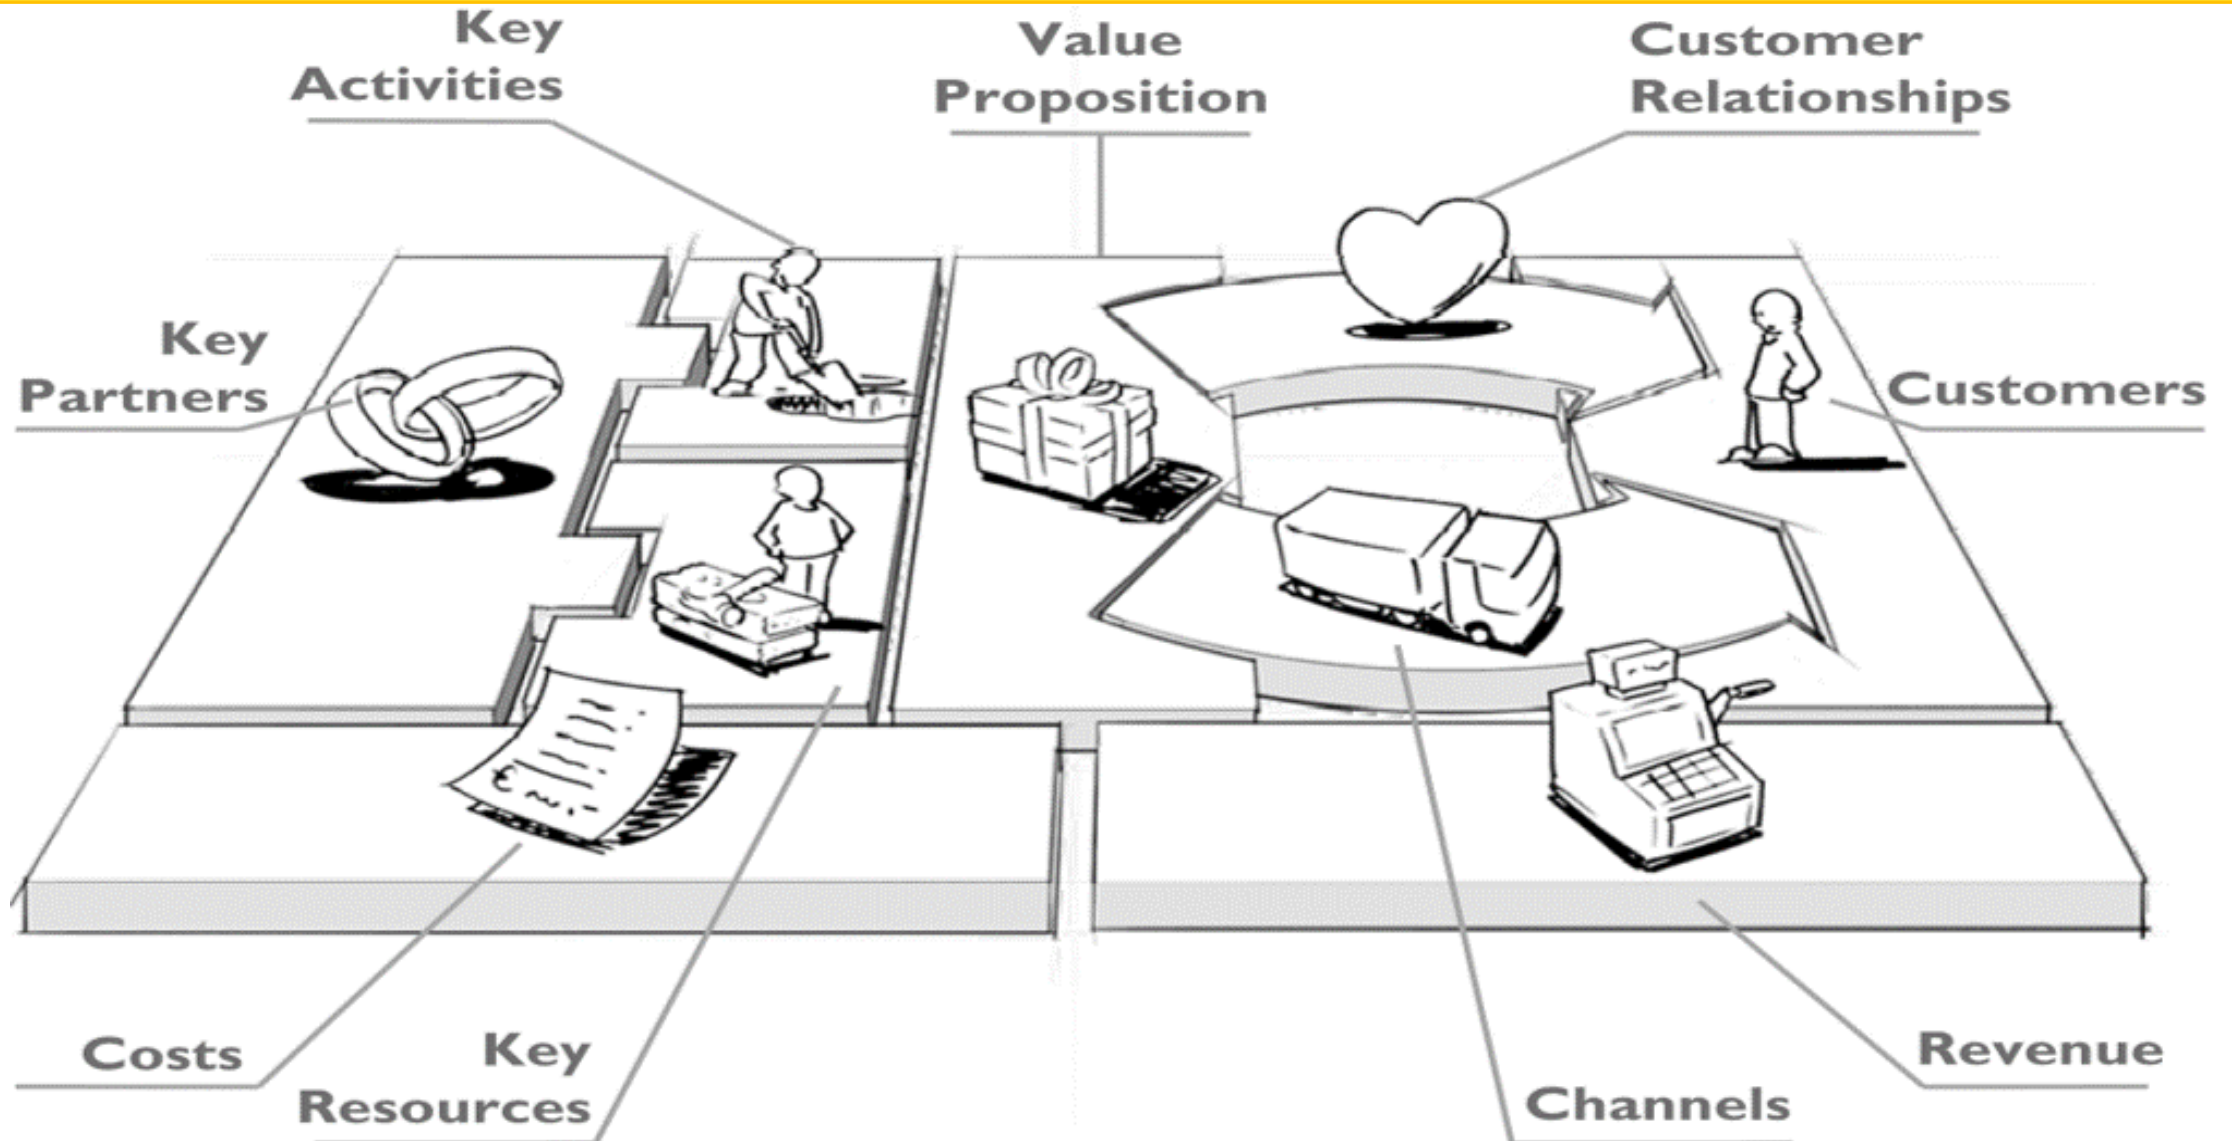 Key
Activities
Value
Proposition
Customer
Relationships
Key
Partners
Customers
€
Costs
Key
Resources
Channels
Revenue